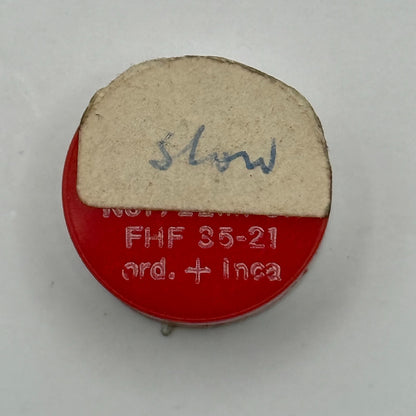 slow
FHF 35-21
ord. + Inca